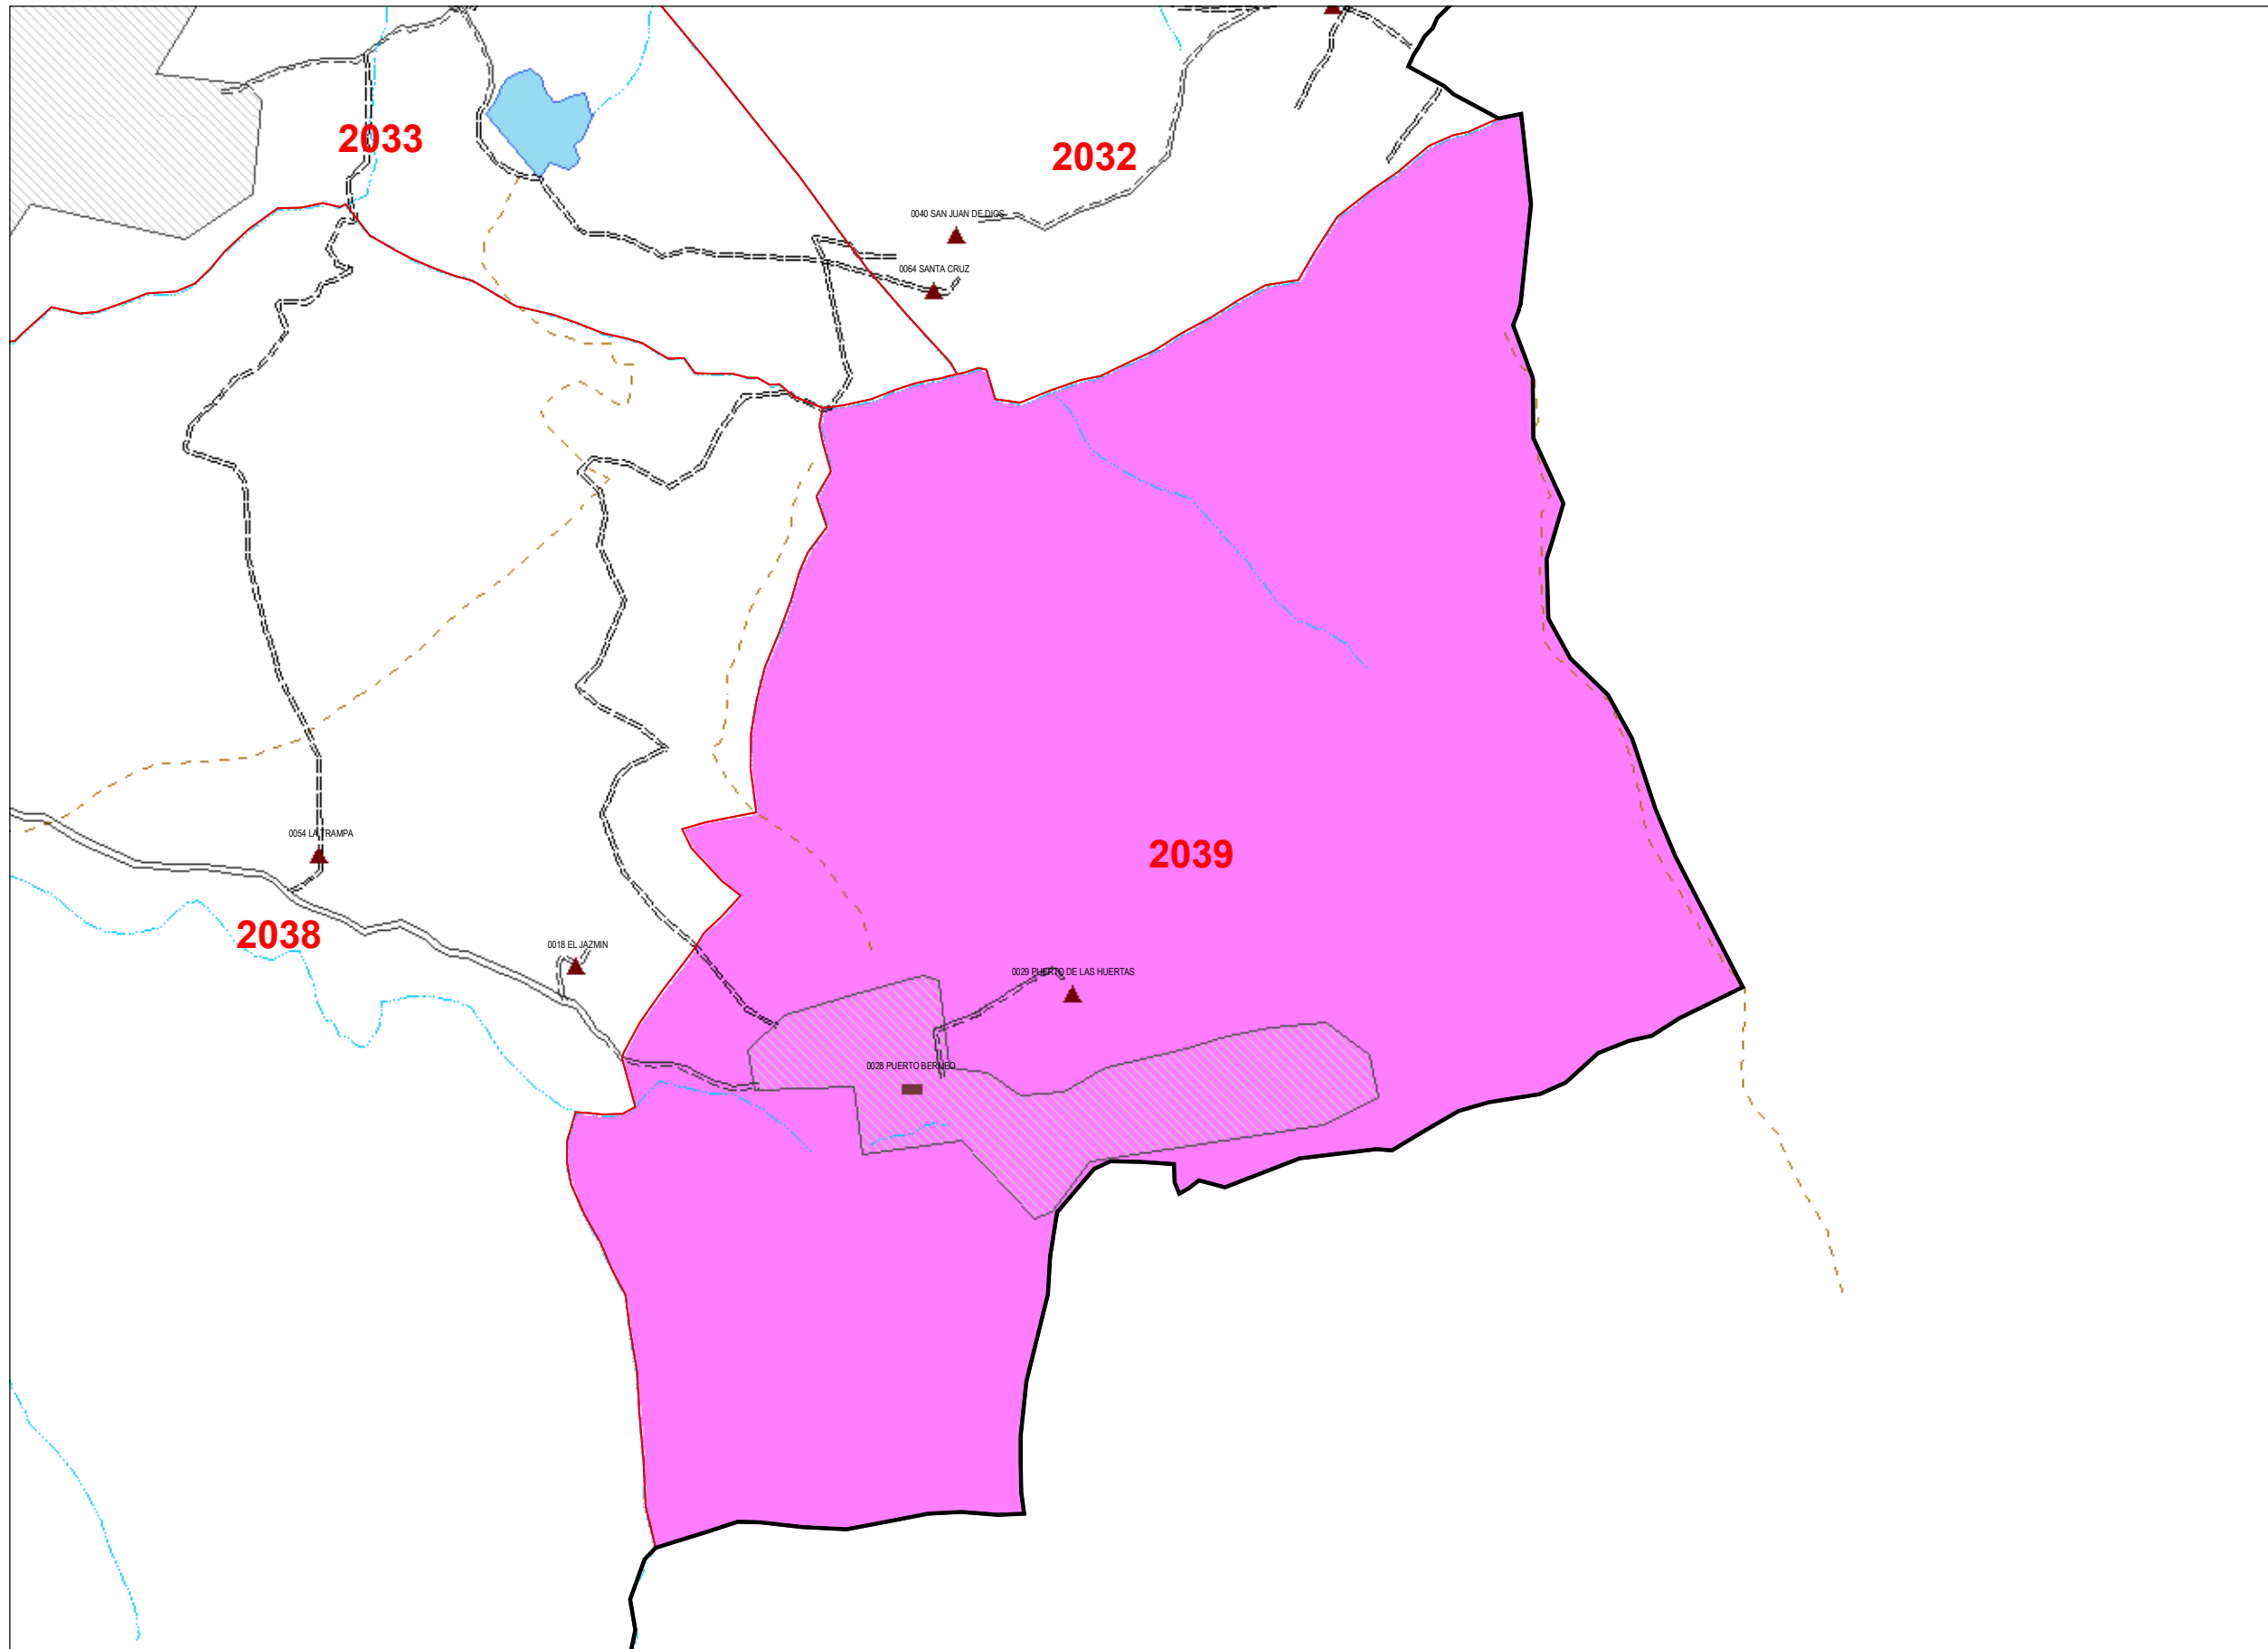 2033
2032
0040 SAN JUAN DE DIOS
0064 SANTA CRUZ
0054 LA TRAMPA
2039
2038
0018 EL JAZMIN
0029 PUERTO DE LAS HUERTAS
0028 PUERTO BERMEO